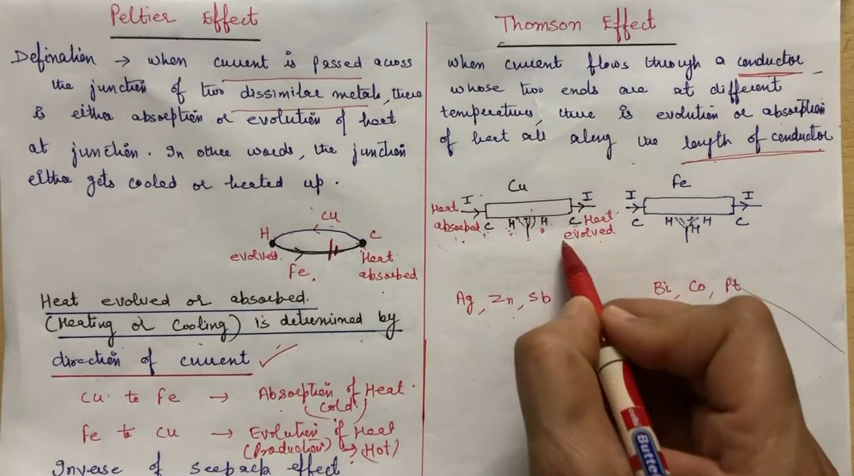 Peltier Effect
Defination → when current is passed across
the junction of two dissimilar metals, there
is either absorption or evolution of heat
at junction. In other words, the junction
either gets cooled or heated up.
Cu
H C
evolved Heat
Fe absorbed
Heat evolved or absorbed.
(Heating or Cooling) is determined by
direction of current ✓
Cu to Fe → Absorption of Heat.
(cold)
Fe to Cu → Evolution of Heat
(Production) ↳ (Hot)
Inverse of Seeback effect.
Thomson Effect
when current flows through a conductor
whose two ends are at different
temperature, there is evolution or absorption
of heat all along the length of conductor
Cu Fe
I I I I
Heat C H H C Heat
absorbed evolved
C H H C
H
Ag, Zn, Sb Bi, Co, Pt
Butter